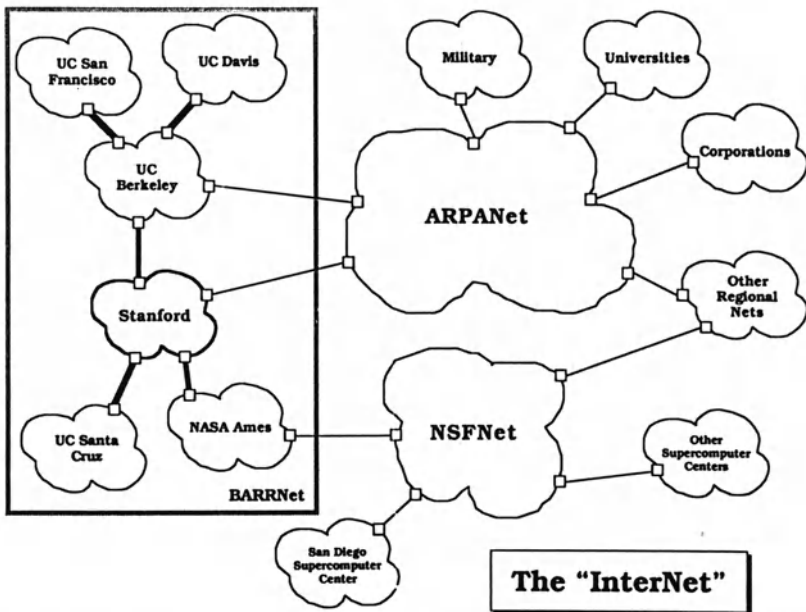 UC San
Francisco
UC Davis
Military
Universities
UC
Berkeley
Corporations
ARPANet
Stanford
Other
Regional
Nets
UC Santa
Cruz
NASA Ames
NSFNet
Other
Supercomputer
Centers
BARRNet
San Diego
Supercomputer
Center
The “InterNet”